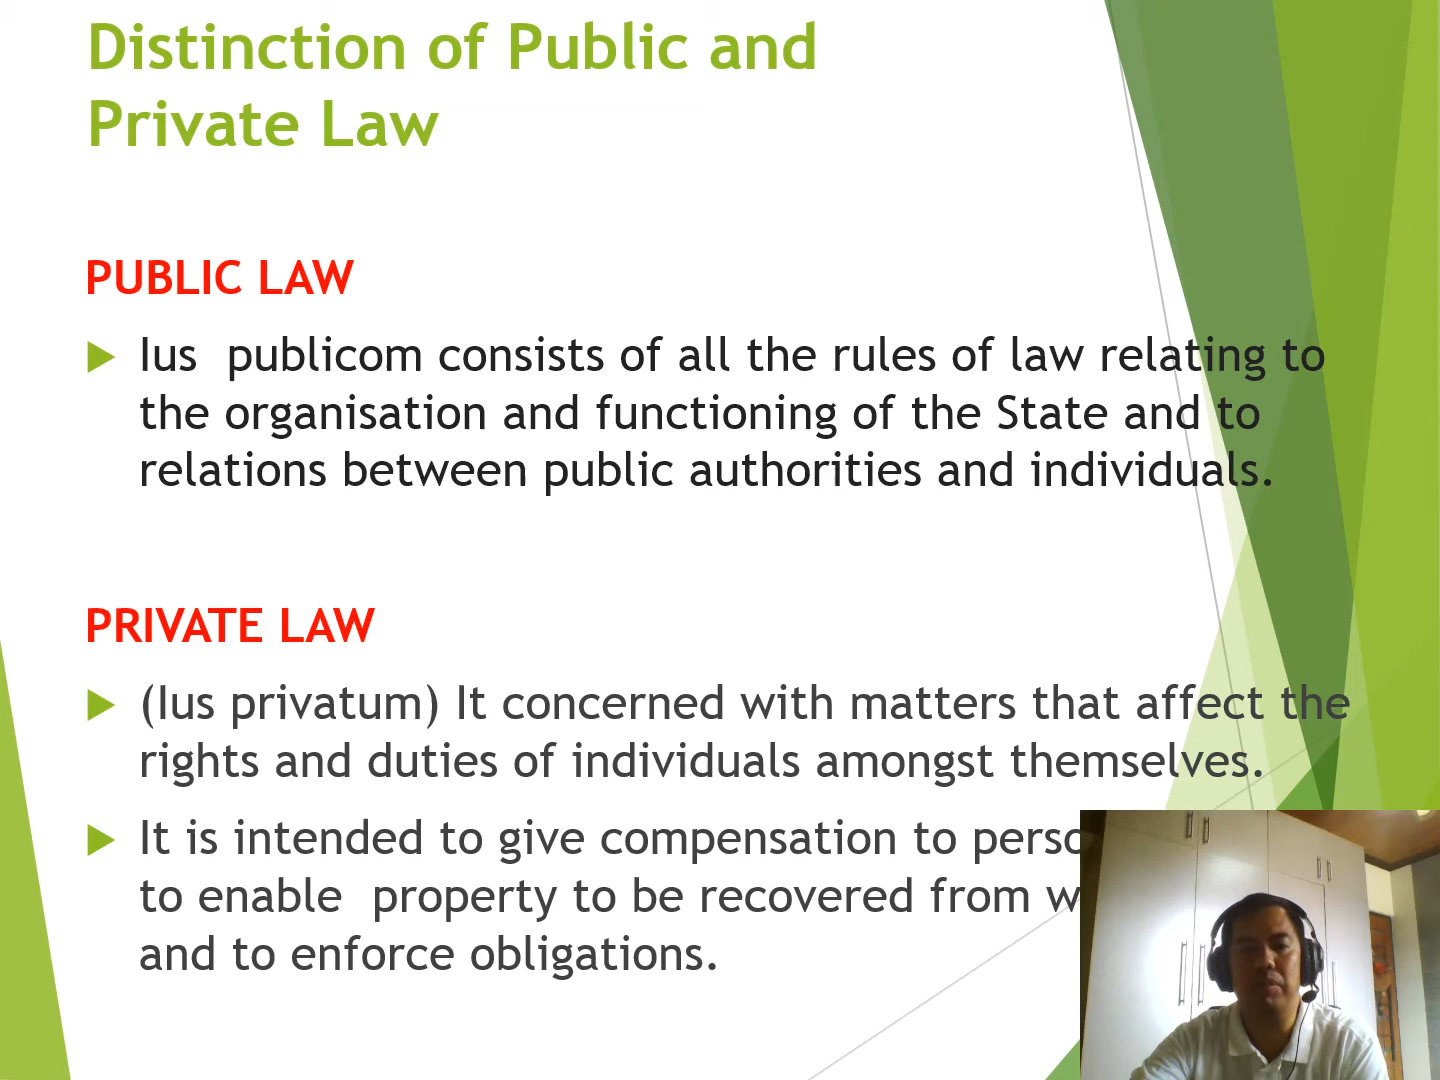 Distinction of Public and
Private Law
PUBLIC LAW
Ius publicom consists of all the rules of law relating to
the organisation and functioning of the State and to
relations between public authorities and individuals.
PRIVATE LAW
(Ius privatum) It concerned with matters that affect the
rights and duties of individuals amongst themselves.
It is intended to give compensation to
to enable property to be recovered from
and to enforce obligations.